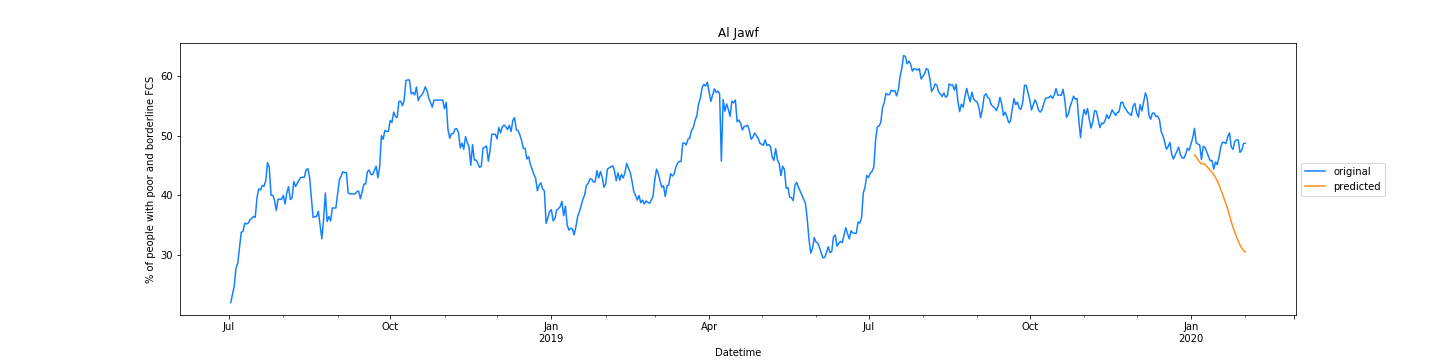 Al Jawf
% of people with poor and borderline FCS
60
50
40
30
Jul
Oct
Jan
2019
Apr
Jul
Oct
Jan
2020
Datetime
original
predicted